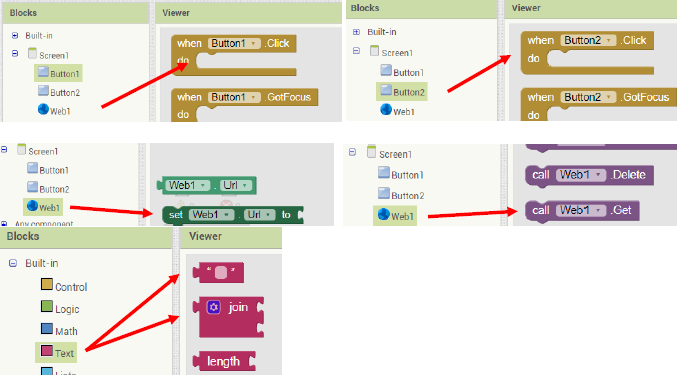 Blocks
Viewer
Built-in
Screen1
Button1
Button2
Web1
when Button1 .Click
do
when Button1 .GotFocus
do
Blocks
Viewer
Built-in
Screen1
Button1
Button2
Web1
when Button2 .Click
do
when Button2 .GotFocus
do
Screen1
Button1
Button2
Web1
Any component
Web1 . Url
set Web1 . Url to
Screen1
Button1
Button2
Web1
call Web1 .Delete
call Web1 .Get
Blocks
Viewer
Built-in
Control
Logic
Math
Text
Lists
“ ”
join
length